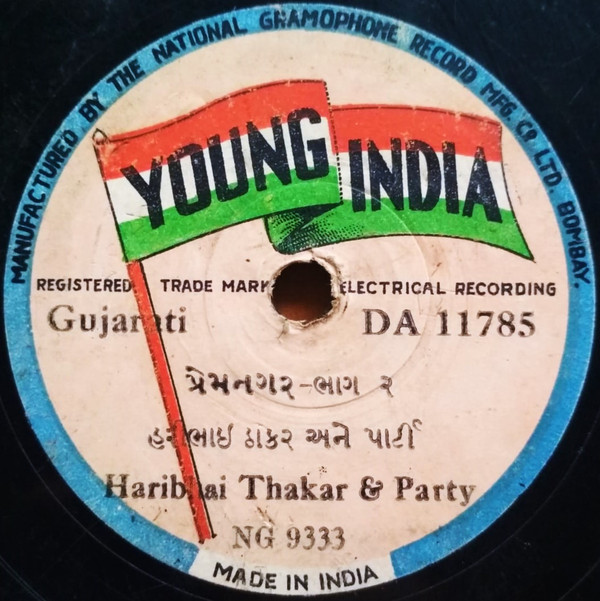 MANUFACTURED BY THE NATIONAL GRAMOPHONE RECORD MFG. CO. LTD. BOMBAY.
YOUNG INDIA
REGISTERED TRADE MARK ELECTRICAL RECORDING
Gujarati DA 11785
પ્રેમનગર-ભાગ ૨
હરીભાઈ ઠાકર અને પાર્ટી
Haribhai Thakar & Party
NG 9333
MADE IN INDIA